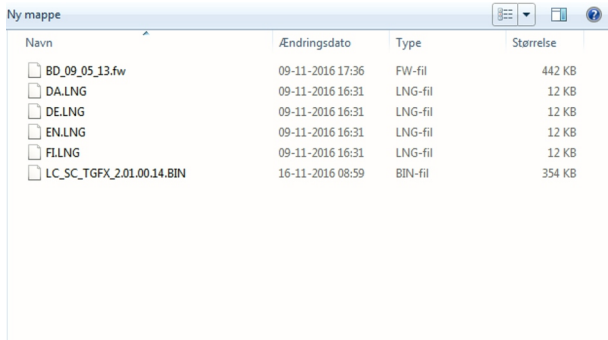 Ny mappe
Navn Ændringsdato Type Størrelse
BD_09_05_13.fw 09-11-2016 17:36 FW-fil 442 KB
DA.LNG 09-11-2016 16:31 LNG-fil 12 KB
DE.LNG 09-11-2016 16:31 LNG-fil 12 KB
EN.LNG 09-11-2016 16:31 LNG-fil 12 KB
FI.LNG 09-11-2016 16:31 LNG-fil 12 KB
LC_SC_TGFX_2.01.00.14.BIN 16-11-2016 08:59 BIN-fil 354 KB